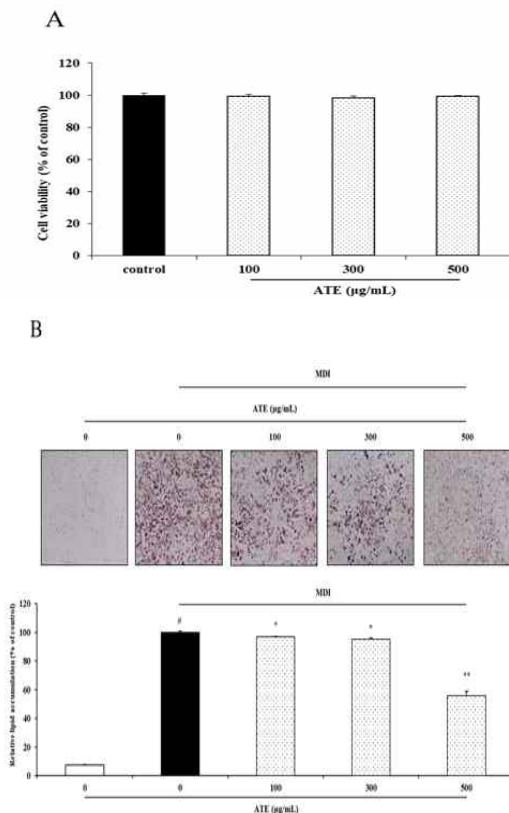 A
Cell viability (% of control)
120
100
80
60
40
20
0
control 100 300 500
ATE (µg/mL)
B
MDI
ATE (µg/mL)
0 0 100 300 500
MDI
Relative lipid accumulation (% of control)
120
100
80
60
40
20
0
# * * **
0 0 100 300 500
ATE (µg/mL)